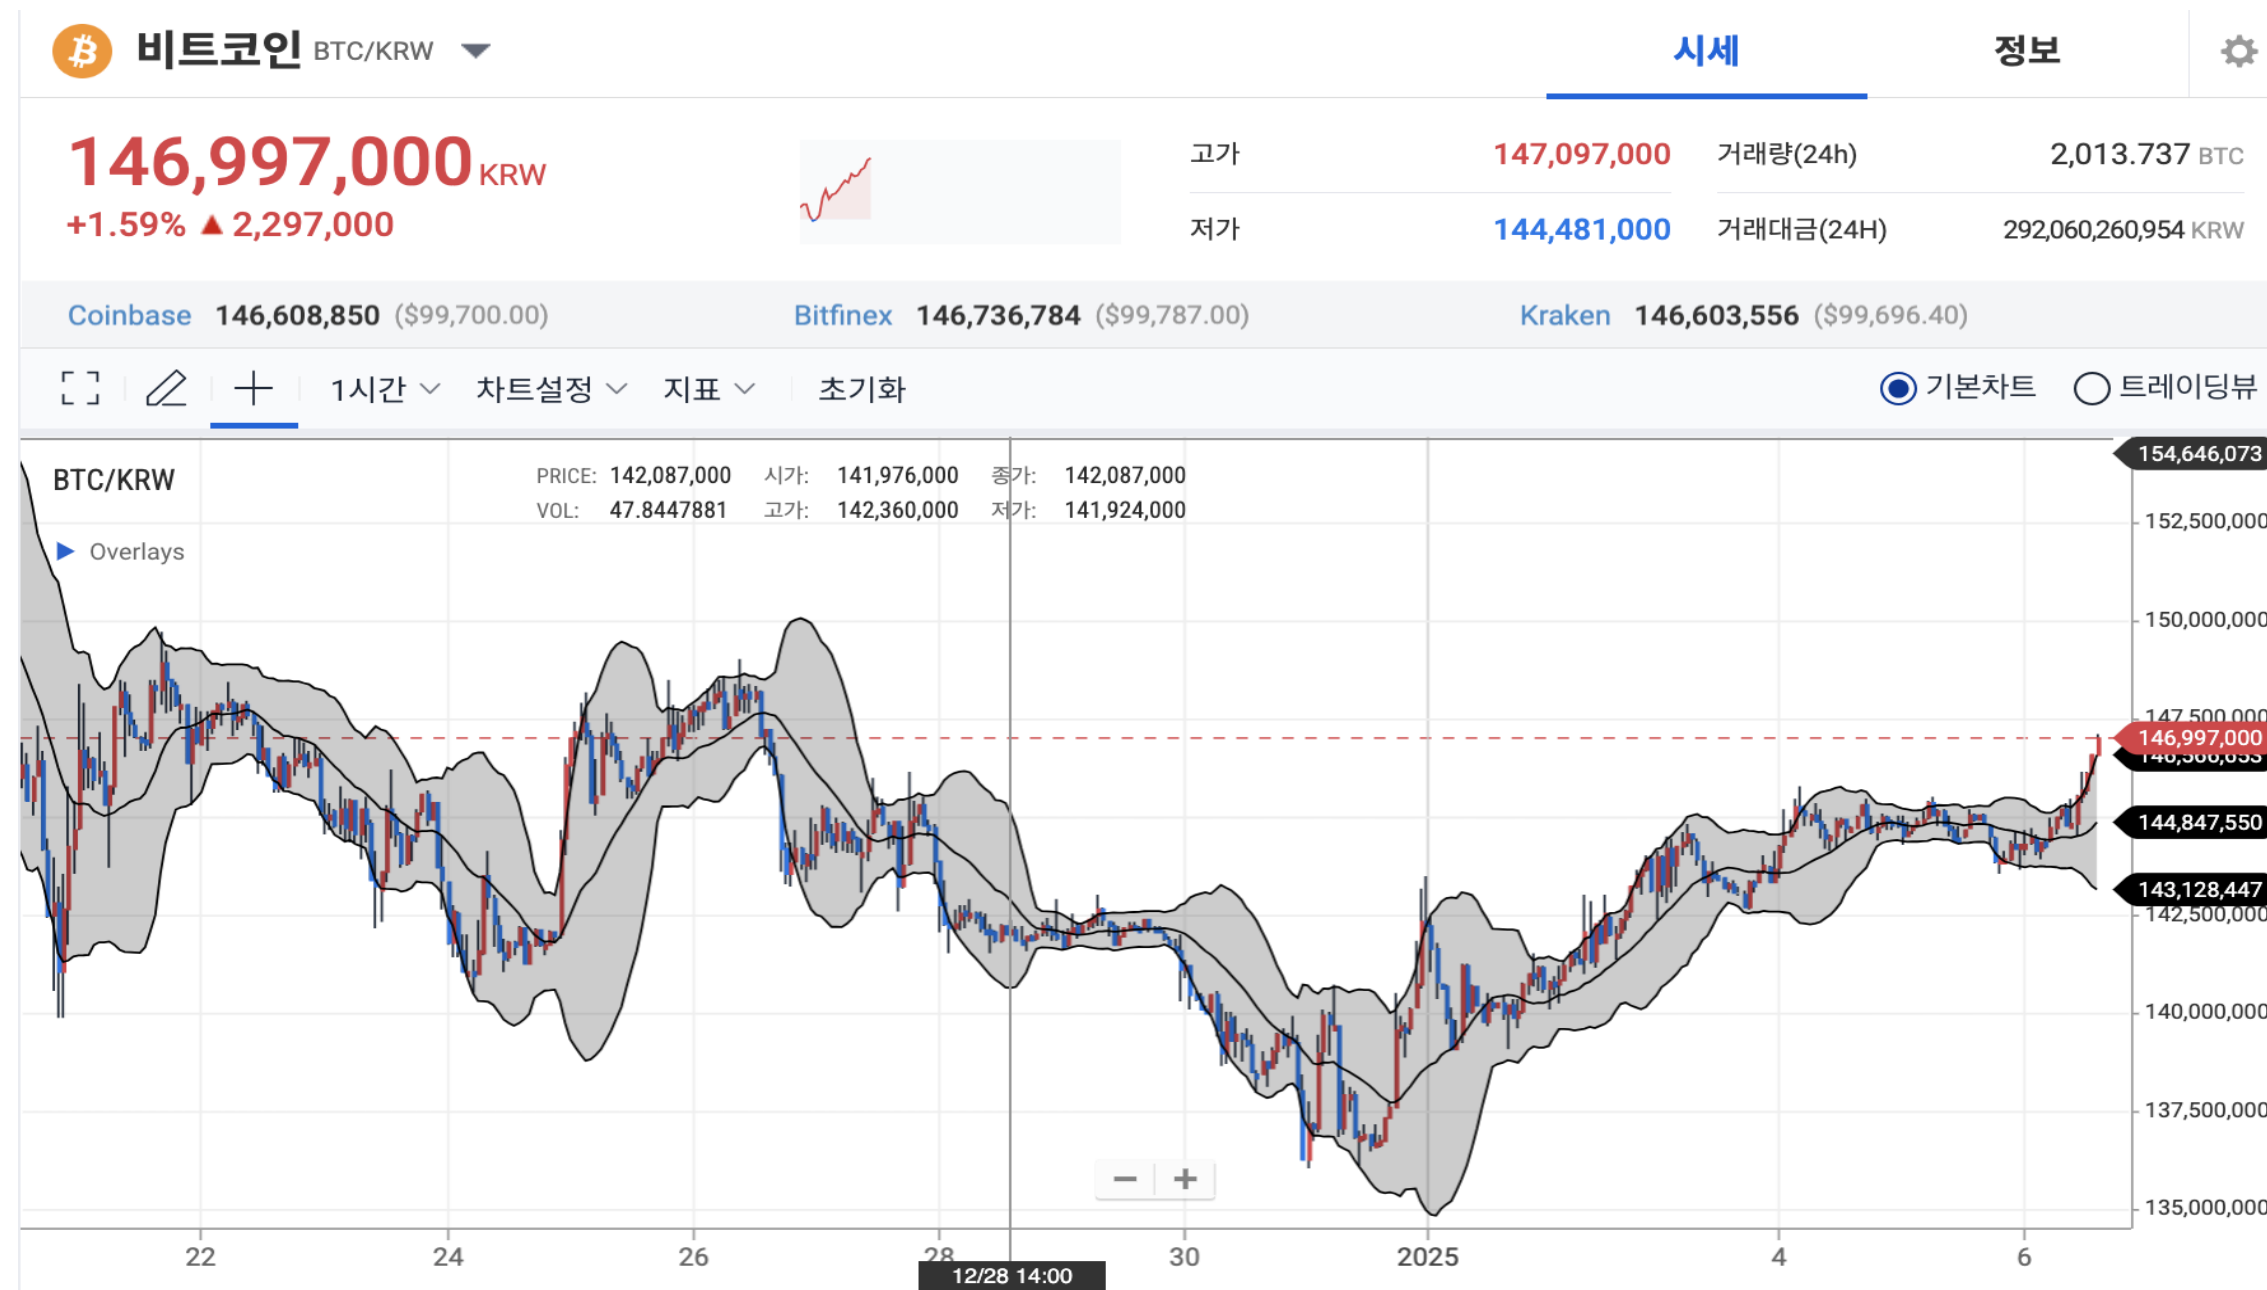 비트코인 BTC/KRW
시세 정보
146,997,000 KRW
+1.59% ▲ 2,297,000
고가 147,097,000 거래량(24h) 2,013.737 BTC
저가 144,481,000 거래대금(24H) 292,060,260,954 KRW
Coinbase 146,608,850 ($99,700.00) Bitfinex 146,736,784 ($99,787.00) Kraken 146,603,556 ($99,696.40)
1시간 차트설정 지표 초기화 기본차트 트레이딩뷰
BTC/KRW
PRICE: 142,087,000 시가: 141,976,000 종가: 142,087,000
VOL: 47.8447881 고가: 142,360,000 저가: 141,924,000
▶ Overlays
154,646,073
152,500,000
150,000,000
147,500,000
146,997,000
144,847,550
143,128,447
142,500,000
140,000,000
137,500,000
135,000,000
22 24 26 28 30 2025 4 6
12/28 14:00